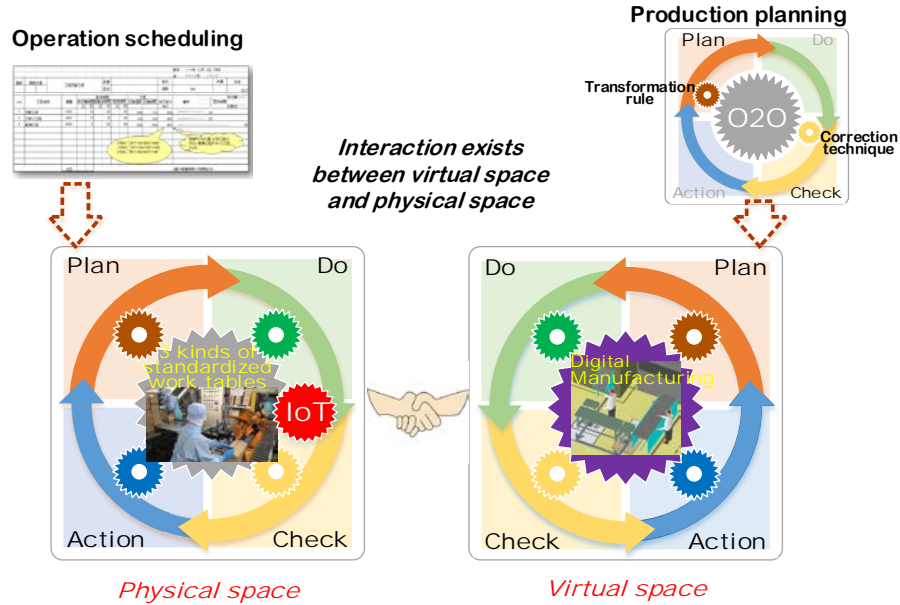 Production planning
Operation scheduling
Plan
Do
Transformation
rule
O2O
Correction
technique
Action
Check
Interaction exists
between virtual space
and physical space
Plan
Do
3 kinds of
standardized
work tables
IoT
Action
Check
Do
Plan
Digital
Manufacturing
Check
Action
Physical space
Virtual space